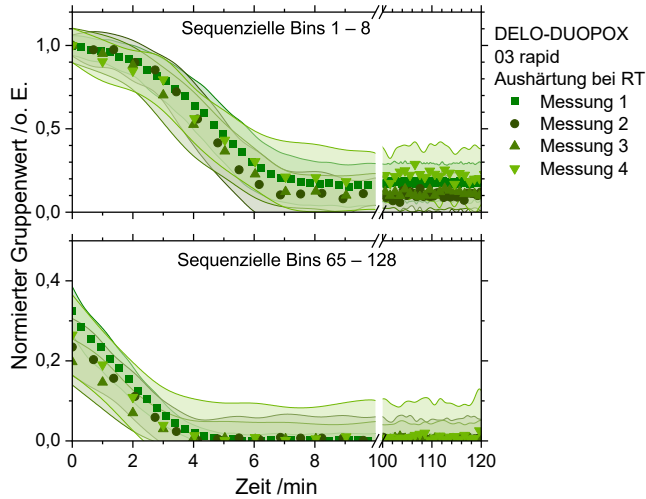 Sequenzielle Bins 1 – 8
1.0
0.5
0.0
DELO-DUOPOX
03 rapid
Aushärtung bei RT
Messung 1
Messung 2
Messung 3
Messung 4
Normierter Gruppenwert /o. E.
Sequenzielle Bins 65 – 128
0,4
0,2
0,0
0 2 4 6 8 100 110 120
Zeit /min